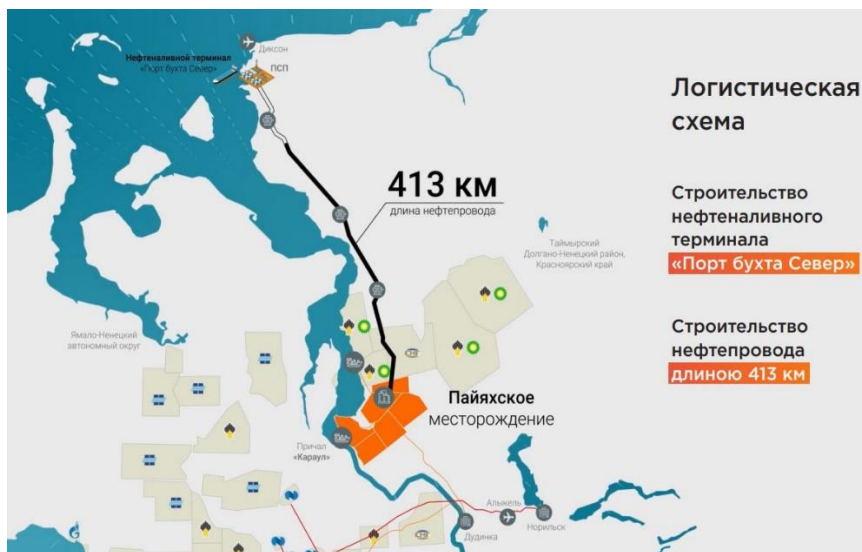 Диксон
Нефтеналивной терминал
«Порт бухта Север»
ПСП
Логистическая
схема
413 км
длина нефтепровода
Строительство
нефтеналивного
терминала
«Порт бухта Север»
Таймырский
Долгано-Ненецкий район,
Красноярский край
Строительство
нефтепровода
длиною 413 км
Ямало-Ненецкий
автономный округ
Пайяхское
месторождение
Причал
«Караул»
Алыкель
Норильск
Дудинка